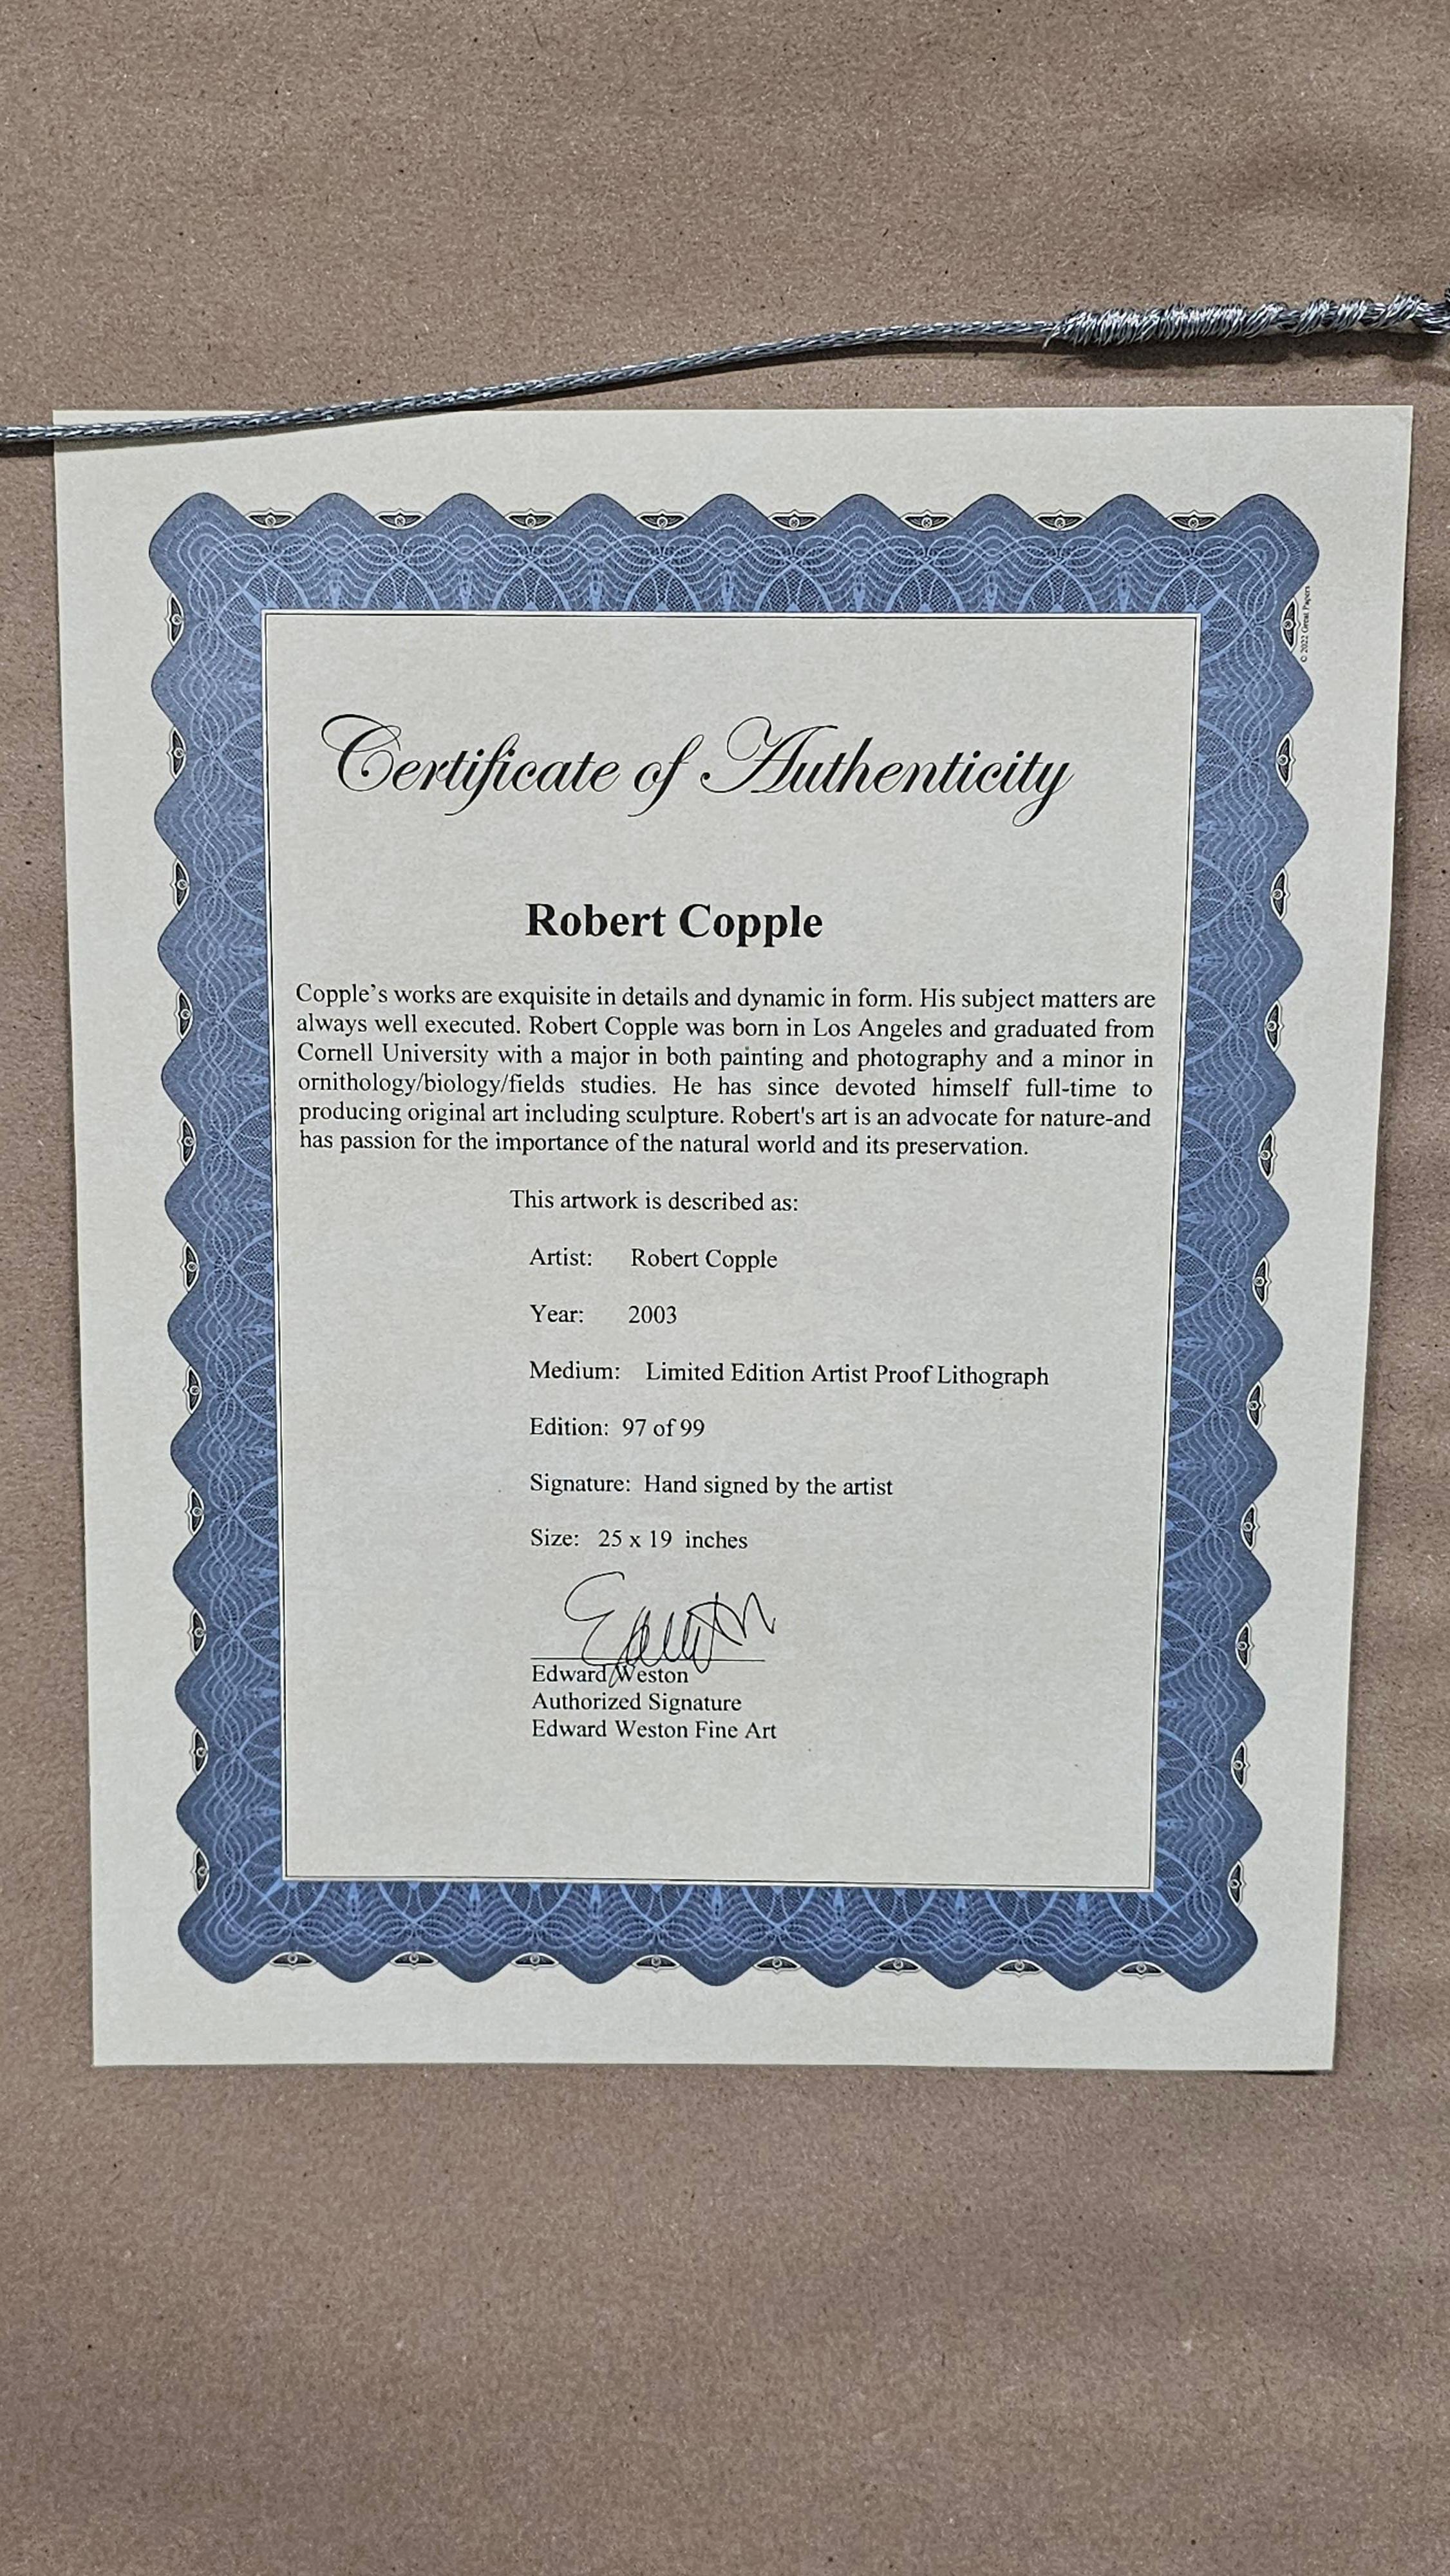 © 2022 Great Papers
Certificate of Authenticity
Robert Copple
Copple's works are exquisite in details and dynamic in form. His subject matters are
always well executed. Robert Copple was born in Los Angeles and graduated from
Cornell University with a major in both painting and photography and a minor in
ornithology/biology/fields studies. He has since devoted himself full-time to
producing original art including sculpture. Robert's art is an advocate for nature-and
has passion for the importance of the natural world and its preservation.
This artwork is described as:
Artist: Robert Copple
Year: 2003
Medium: Limited Edition Artist Proof Lithograph
Edition: 97 of 99
Signature: Hand signed by the artist
Size: 25 x 19 inches
Edward Weston
Authorized Signature
Edward Weston Fine Art